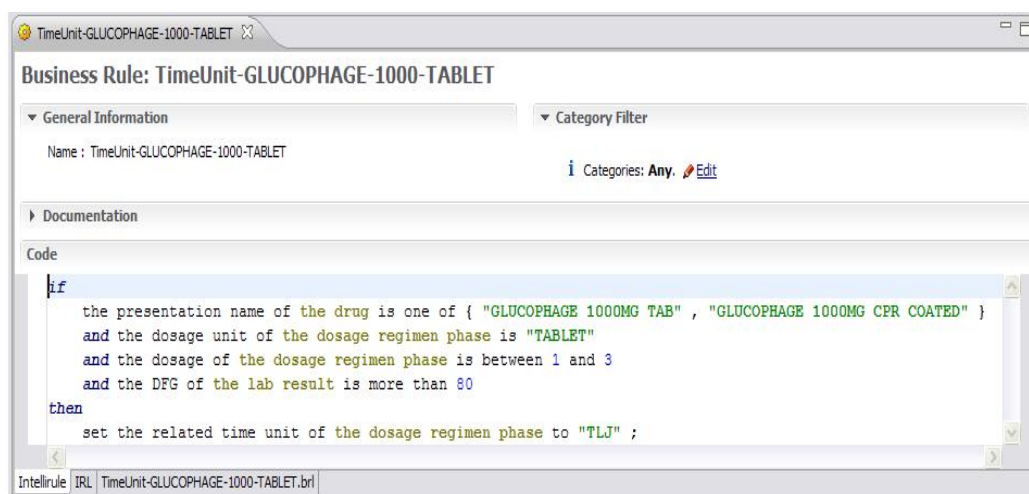 TimeUnit-GLUCOPHAGE-1000-TABLET
Business Rule: TimeUnit-GLUCOPHAGE-1000-TABLET
General Information
Name : TimeUnit-GLUCOPHAGE-1000-TABLET
Category Filter
i Categories: Any. Edit
Documentation
Code
if
the presentation name of the drug is one of { "GLUCOPHAGE 1000MG TAB" , "GLUCOPHAGE 1000MG CPR COATED" }
and the dosage unit of the dosage regimen phase is "TABLET"
and the dosage of the dosage regimen phase is between 1 and 3
and the DFG of the lab result is more than 80
then
set the related time unit of the dosage regimen phase to "TLJ" ;
Intellirule IRL TimeUnit-GLUCOPHAGE-1000-TABLET.brl